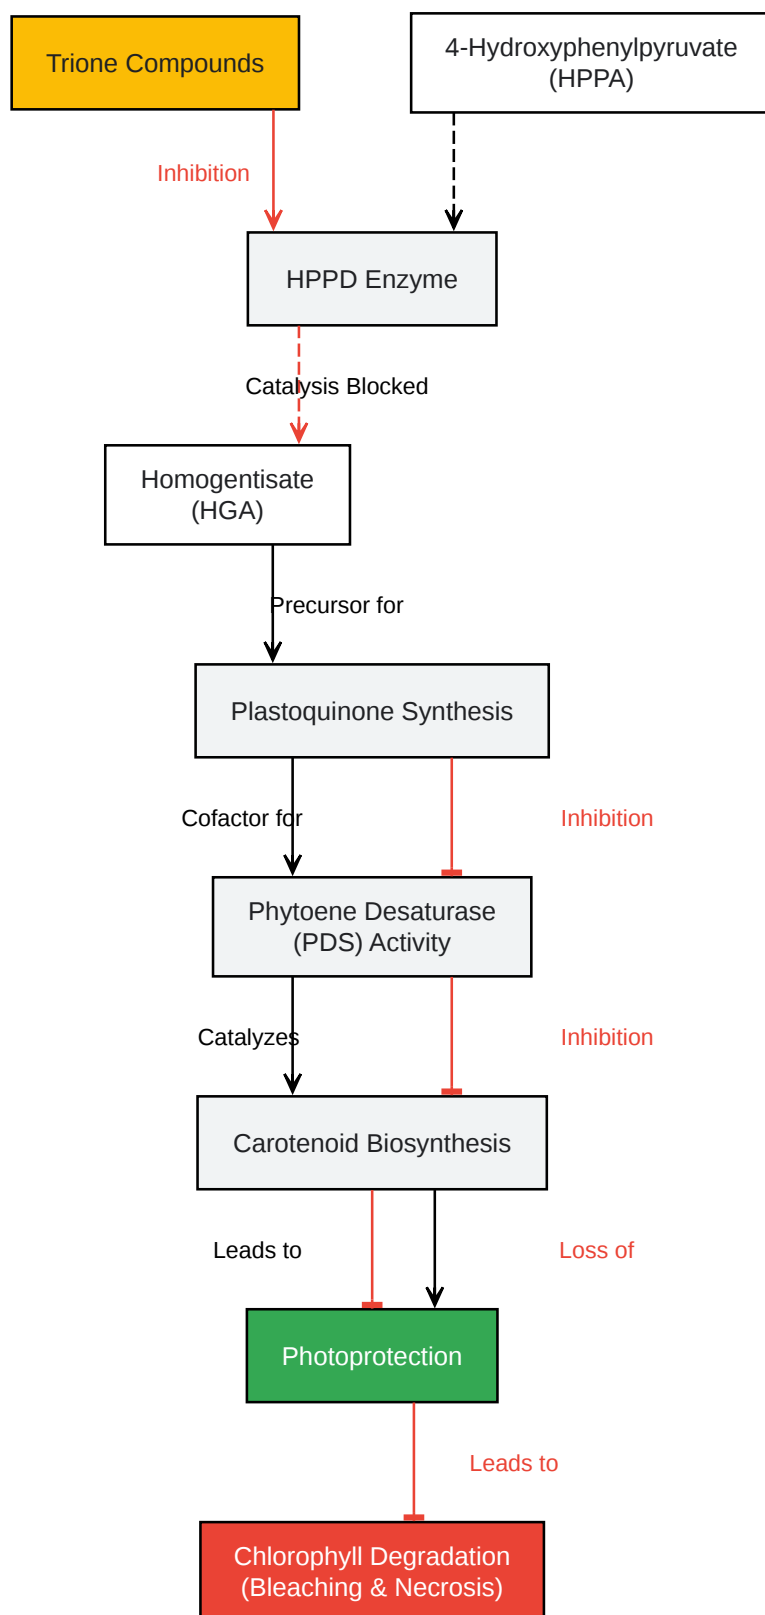 Trione Compounds
4-Hydroxyphenylpyruvate
(HPPA)
Inhibition
HPPD Enzyme
Catalysis Blocked
Homogentisate
(HGA)
Precursor for
Plastoquinone Synthesis
Cofactor for
Inhibition
Phytoene Desaturase
(PDS) Activity
Catalyzes
Inhibition
Carotenoid Biosynthesis
Leads to
Loss of
Photoprotection
Leads to
Chlorophyll Degradation
(Bleaching & Necrosis)